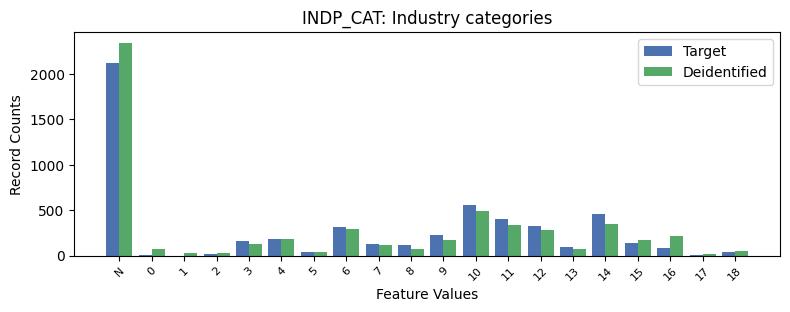 INDP_CAT: Industry categories
Target
Deidentified
Record Counts
2000
1500
1000
500
0
N 0 1 2 3 4 5 6 7 8 9 10 11 12 13 14 15 16 17 18
Feature Values